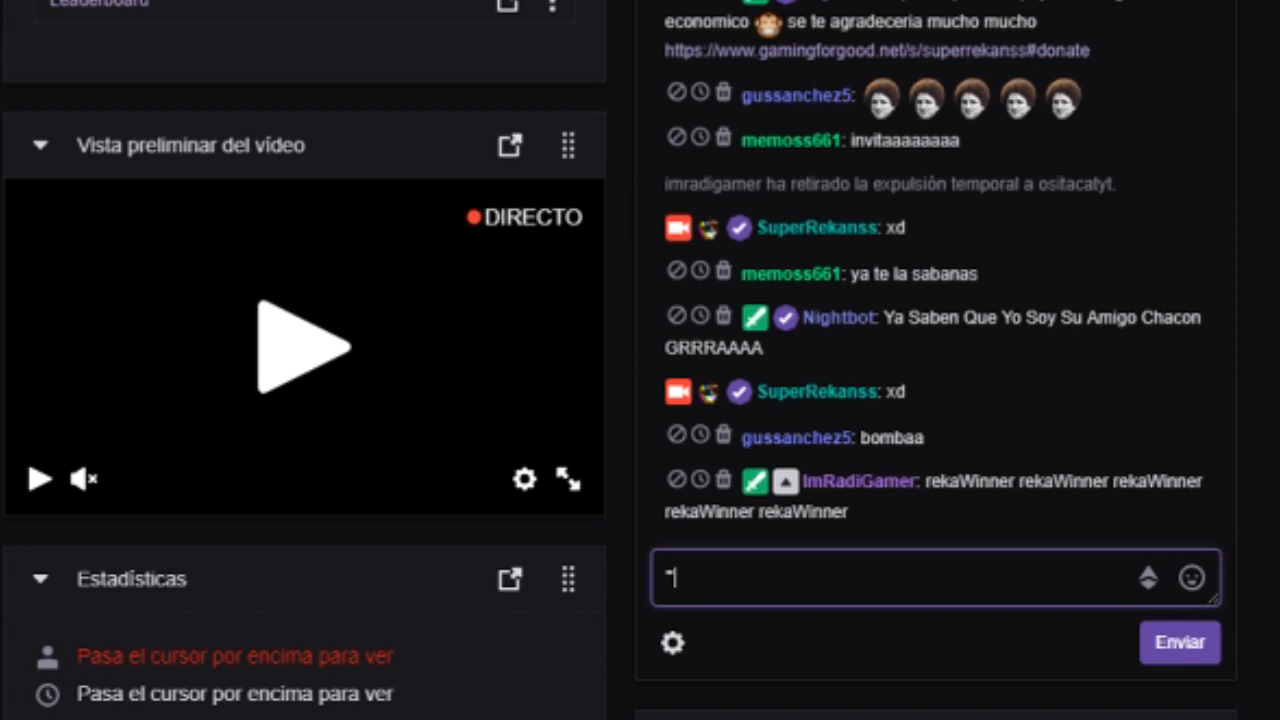 Leaderboard
Vista preliminar del vídeo
DIRECTO
Estadísticas
Pasa el cursor por encima para ver
Pasa el cursor por encima para ver
economico se te agradeceria mucho mucho
https://www.gamingforgood.net/s/superrekanss#donate
gussanchez5:
memoss661: invitaaaaaaaa
imradigamer ha retirado la expulsión temporal a ositacatyt.
SuperRekanss: xd
memoss661: ya te la sabanas
Nightbot: Ya Saben Que Yo Soy Su Amigo Chacon
GRRRAAAA
SuperRekanss: xd
gussanchez5: bombaa
ImRadiGamer: rekaWinner rekaWinner rekaWinner
rekaWinner rekaWinner
Enviar